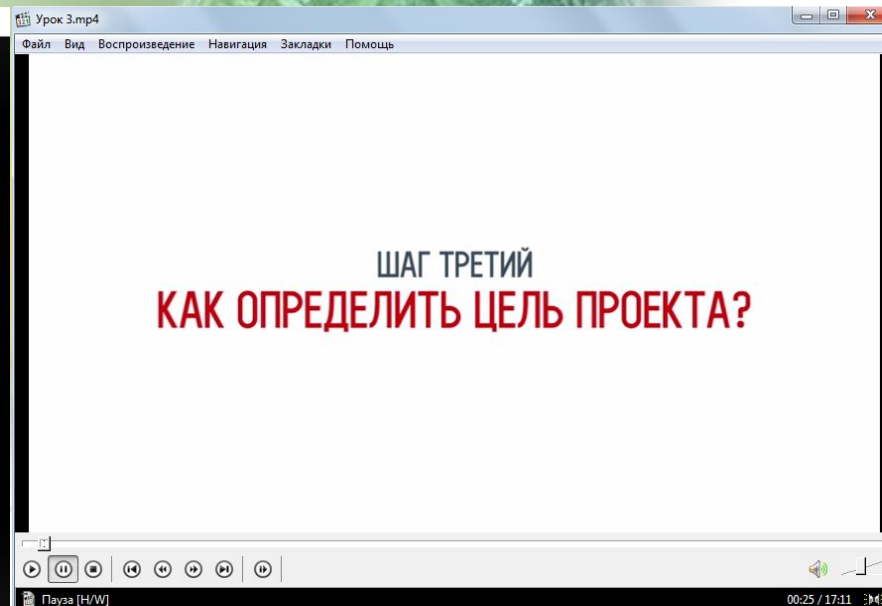 Урок 3.mp4
Файл Вид Воспроизведение Навигация Закладки Помощь
ШАГ ТРЕТИЙ
КАК ОПРЕДЕЛИТЬ ЦЕЛЬ ПРОЕКТА?
Пауза [H/W]
00:25 / 17:11